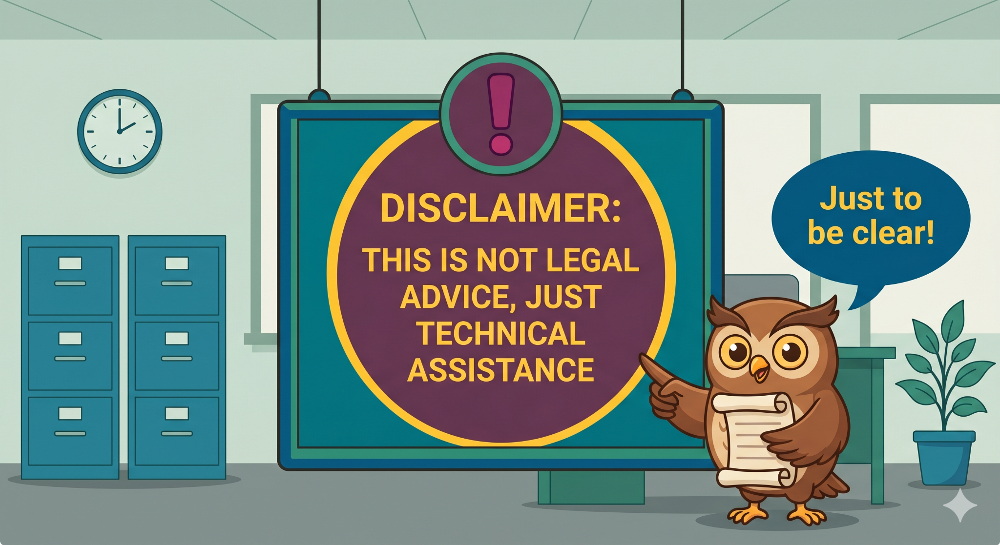 DISCLAIMER:
THIS IS NOT LEGAL
ADVICE, JUST
TECHNICAL
ASSISTANCE
Just to
be clear!